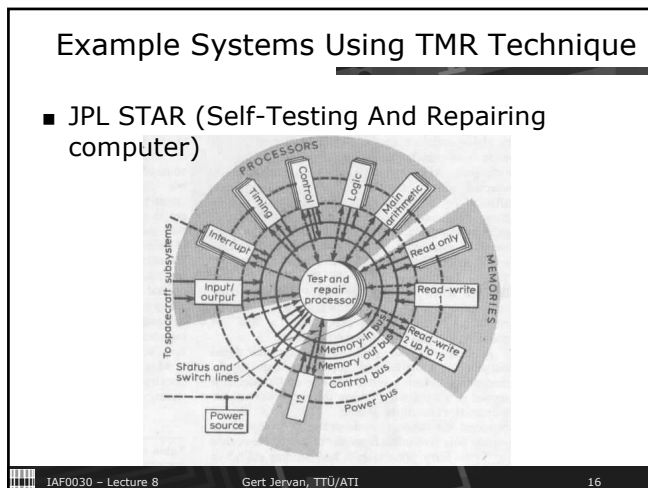 Example Systems Using TMR Technique
■ JPL STAR (Self-Testing And Repairing
computer)
PROCESSORS
MEMORIES
Control
Logic
Timing
Main
arithmetic
Interrupt
Read only
Input/
output
Test and
repair
processor
Read-write
Read-write
2 up to 12
To spacecraft subsystems
Memory-in bus
Memory out bus
Control bus
Power bus
Status and
switch lines
12
Power
source
IAF0030 – Lecture 8
Gert Jervan, TTÜ/ATI
16